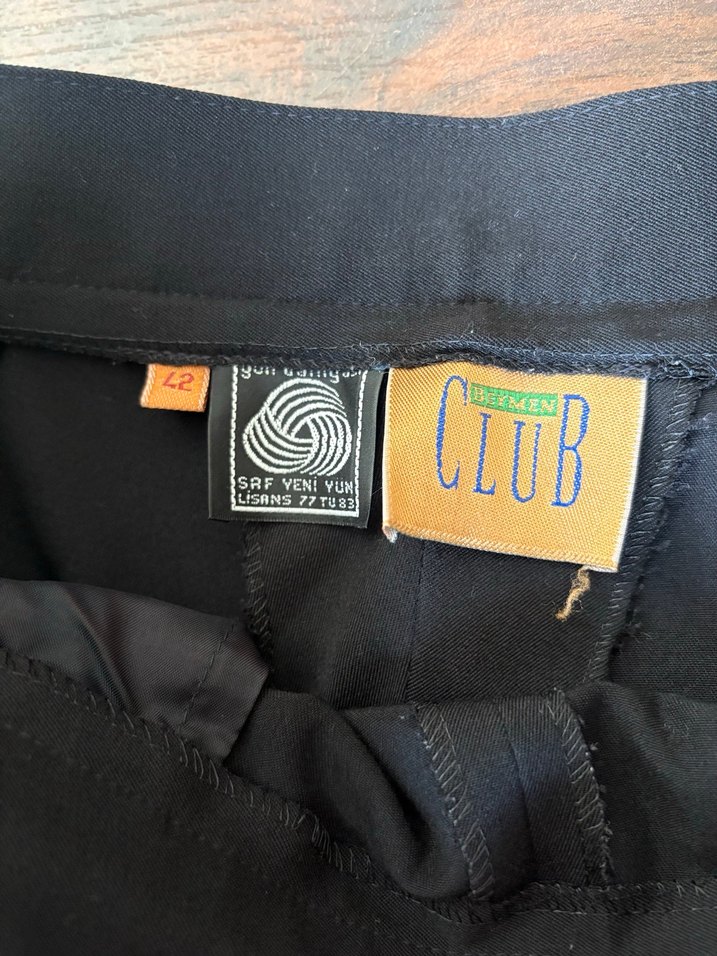 42
SAF YENİ YÜN
LİSANS 77 TÜ 83
BEYMEN
CLUB